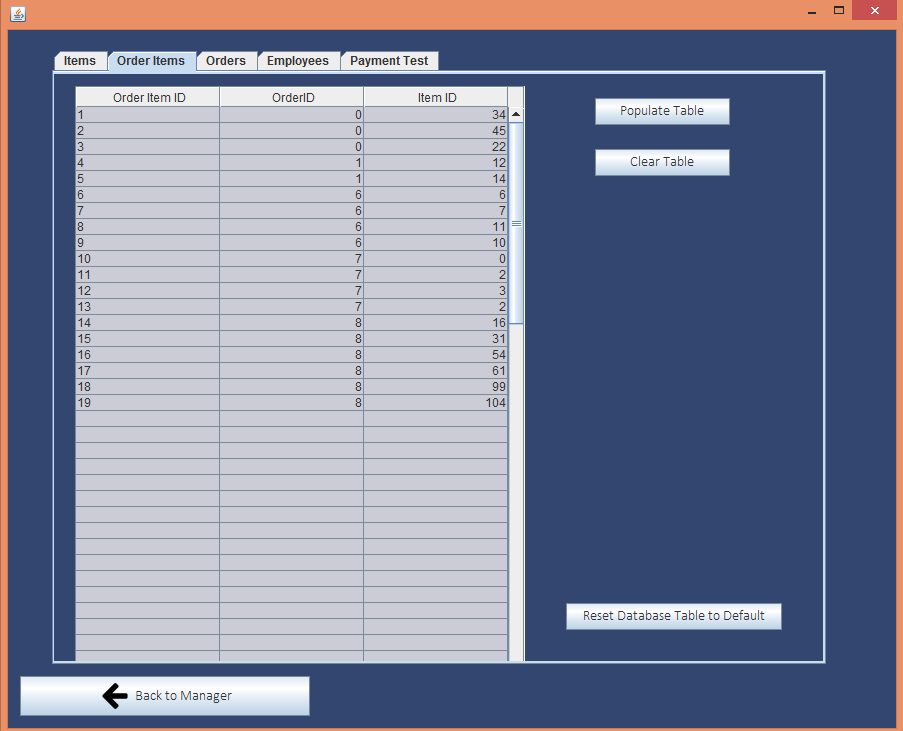 Items Order Items Orders Employees Payment Test
Order Item ID OrderID Item ID
1 0 34
2 0 45
3 0 22
4 1 12
5 1 14
6 6 6
7 6 7
8 6 11
9 6 10
10 7 0
11 7 2
12 7 3
13 7 2
14 8 16
15 8 31
16 8 54
17 8 61
18 8 99
19 8 104
Populate Table
Clear Table
Reset Database Table to Default
Back to Manager